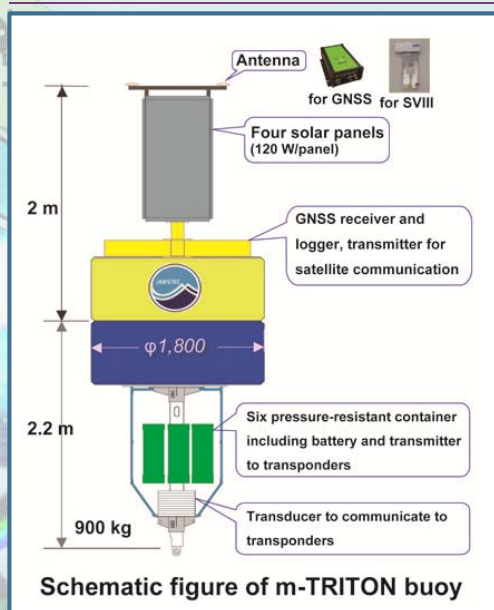 Antenna
for GNSS
for SVIII
Four solar panels
(120 W/panel)
2 m
GNSS receiver and
logger, transmitter for
satellite communication
JAMSTEC
φ1,800
2.2 m
Six pressure-resistant container
including battery and transmitter
to transponders
Transducer to communicate to
transponders
900 kg
Schematic figure of m-TRITON buoy